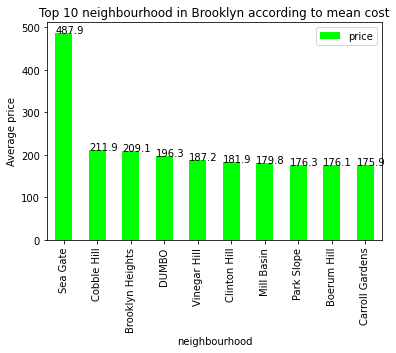 Top 10 neighbourhood in Brooklyn according to mean cost
price
487.9
211.9
209.1
196.3
187.2
181.9
179.8
176.3
176.1
175.9
500
400
300
200
100
0
Average price
Sea Gate
Cobble Hill
Brooklyn Heights
DUMBO
Vinegar Hill
Clinton Hill
Mill Basin
Park Slope
Boerum Hill
Carroll Gardens
neighbourhood